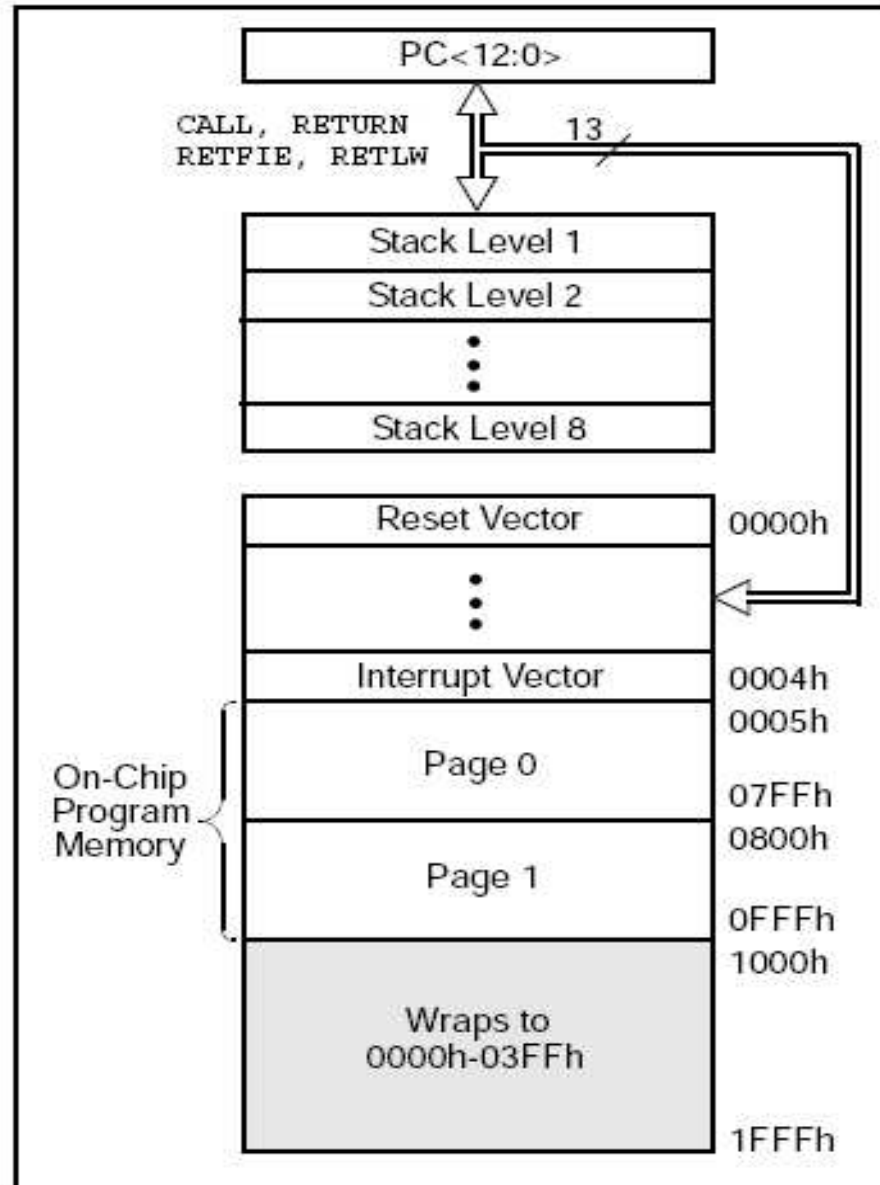 PC<12:0>
CALL, RETURN
RETFIE, RETLW
13
Stack Level 1
Stack Level 2
Stack Level 8
Reset Vector
0000h
Interrupt Vector
0004h
0005h
On-Chip
Program
Memory
Page 0
07FFh
0800h
Page 1
0FFFh
1000h
Wraps to
0000h-03FFh
1FFFh